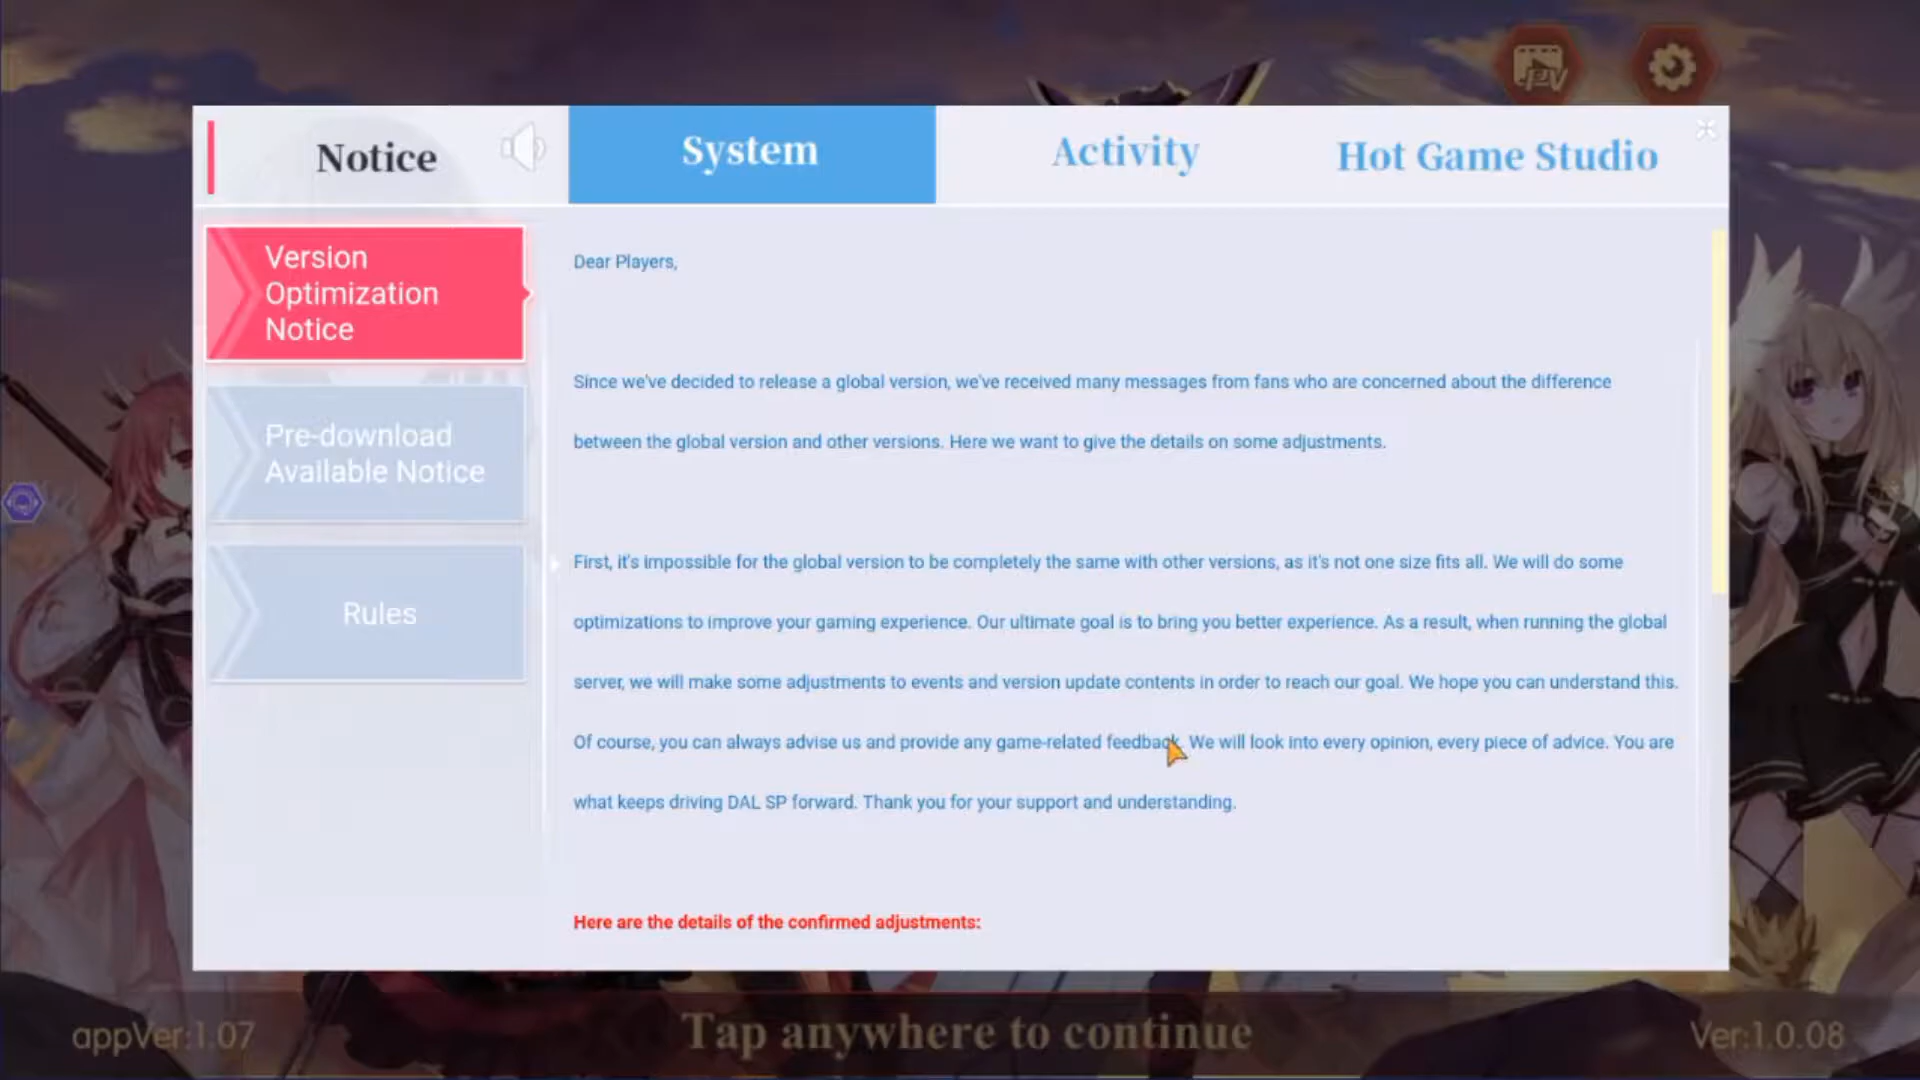 Notice
System
Activity
Hot Game Studio
Version
Optimization
Notice
Pre-download
Available Notice
Rules
Dear Players,
Since we've decided to release a global version, we've received many messages from fans who are concerned about the difference
between the global version and other versions. Here we want to give the details on some adjustments.
First, it's impossible for the global version to be completely the same with other versions, as it's not one size fits all. We will do some
optimizations to improve your gaming experience. Our ultimate goal is to bring you better experience. As a result, when running the global
server, we will make some adjustments to events and version update contents in order to reach our goal. We hope you can understand this.
Of course, you can always advise us and provide any game-related feedback. We will look into every opinion, every piece of advice. You are
what keeps driving DAL SP forward. Thank you for your support and understanding.
Here are the details of the confirmed adjustments:
appVer:1.07
Tap anywhere to continue
Ver:1.0.08